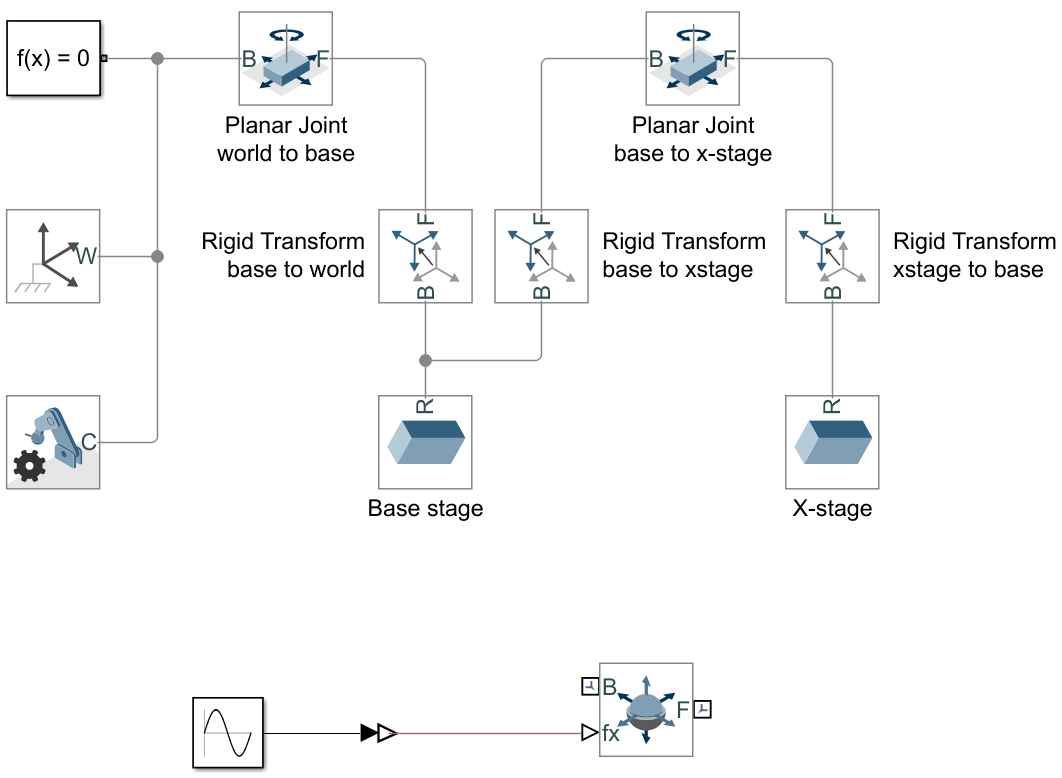 f(x) = 0
B
F
Planar Joint
world to base
B
F
Planar Joint
base to x-stage
W
Rigid Transform
base to world
F
B
F
B
Rigid Transform
base to xstage
F
B
Rigid Transform
xstage to base
C
R
Base stage
R
X-stage
B
F
fx